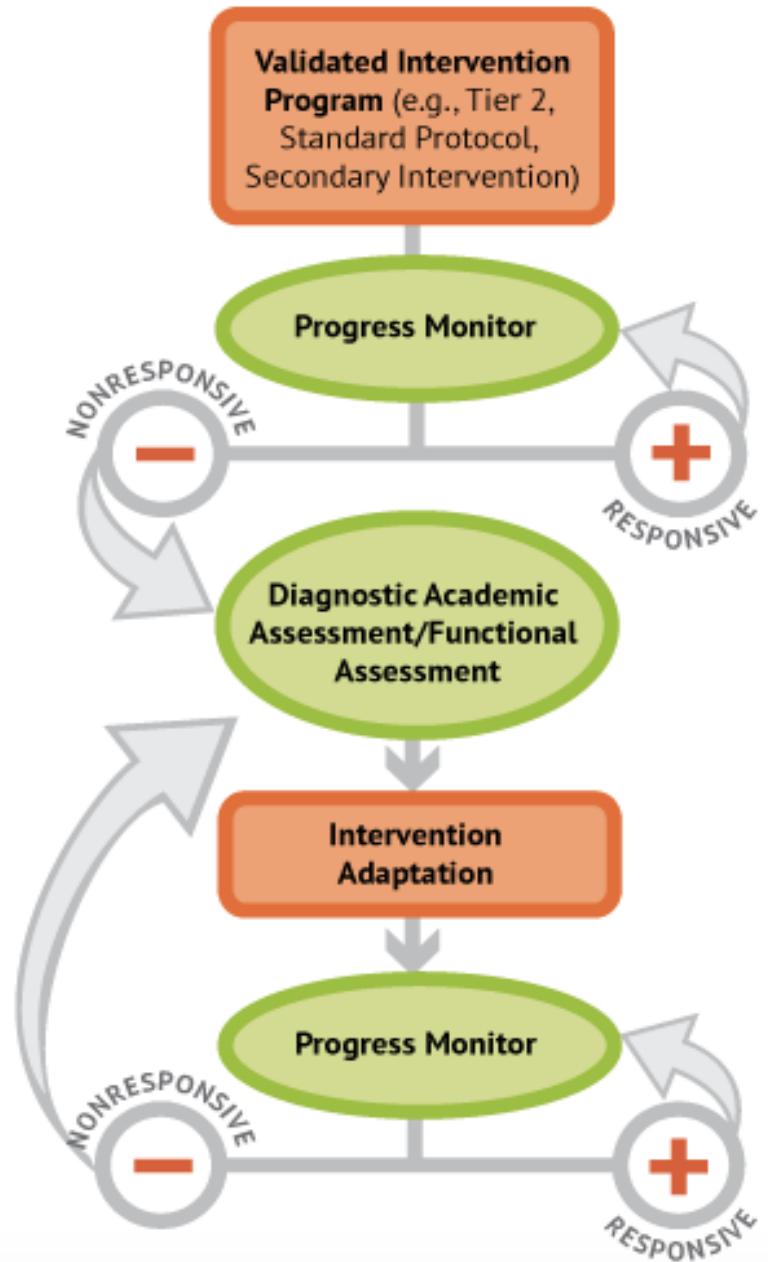 Validated Intervention
Program (e.g., Tier 2,
Standard Protocol,
Secondary Intervention)
Progress Monitor
NONRESPONSIVE
RESPONSIVE
Diagnostic Academic
Assessment/Functional
Assessment
Intervention
Adaptation
Progress Monitor
NONRESPONSIVE
RESPONSIVE